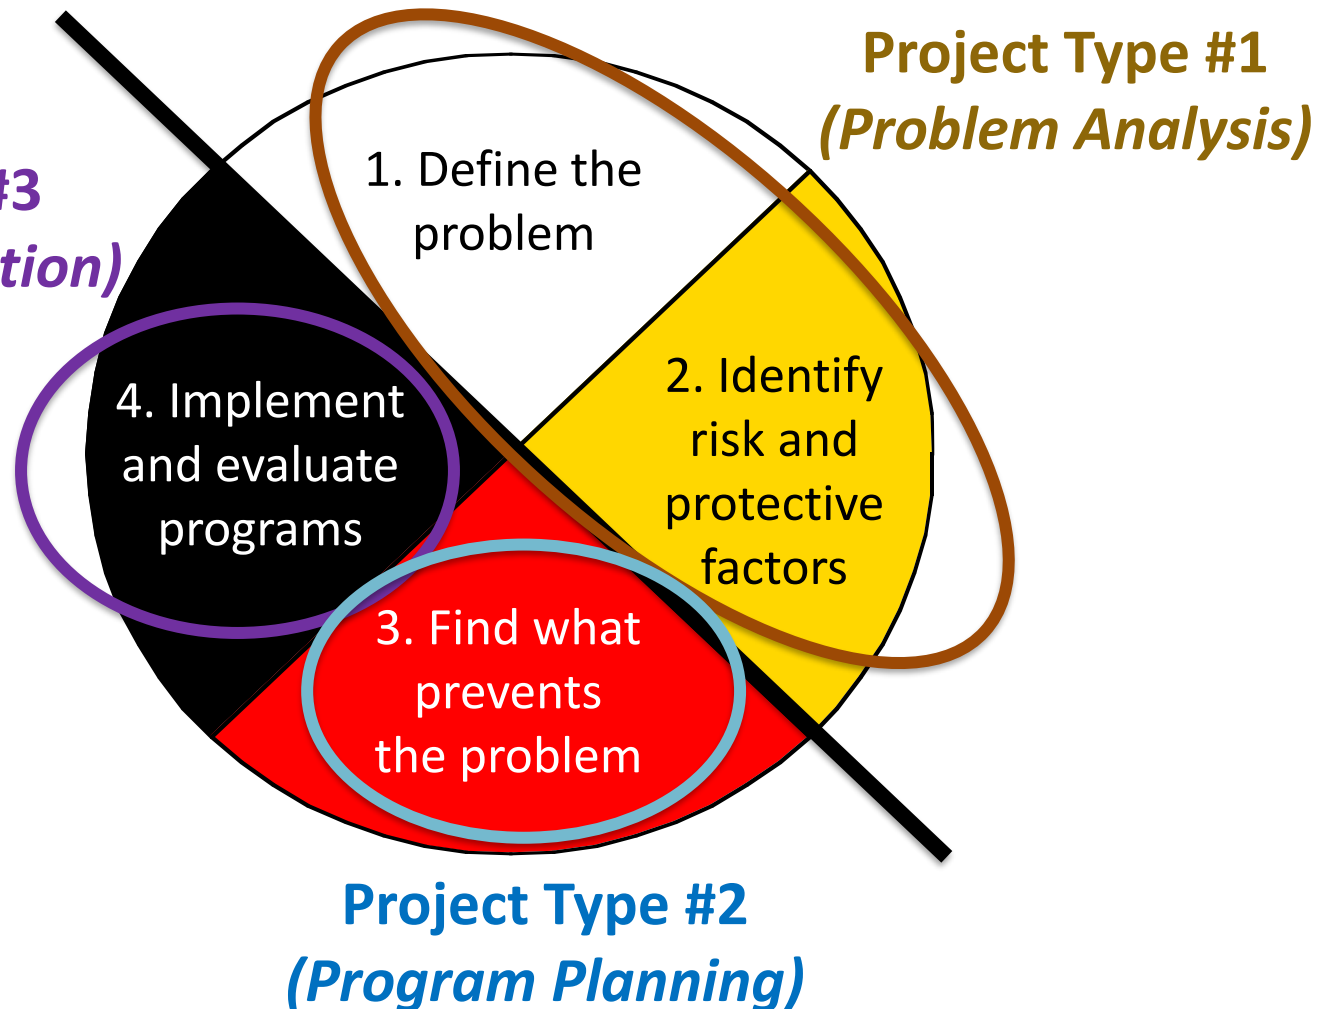 Project Type #1
(Problem Analysis)
#3
tion)
1. Define the
problem
2. Identify
risk and
protective
factors
3. Find what
prevents
the problem
4. Implement
and evaluate
programs
Project Type #2
(Program Planning)